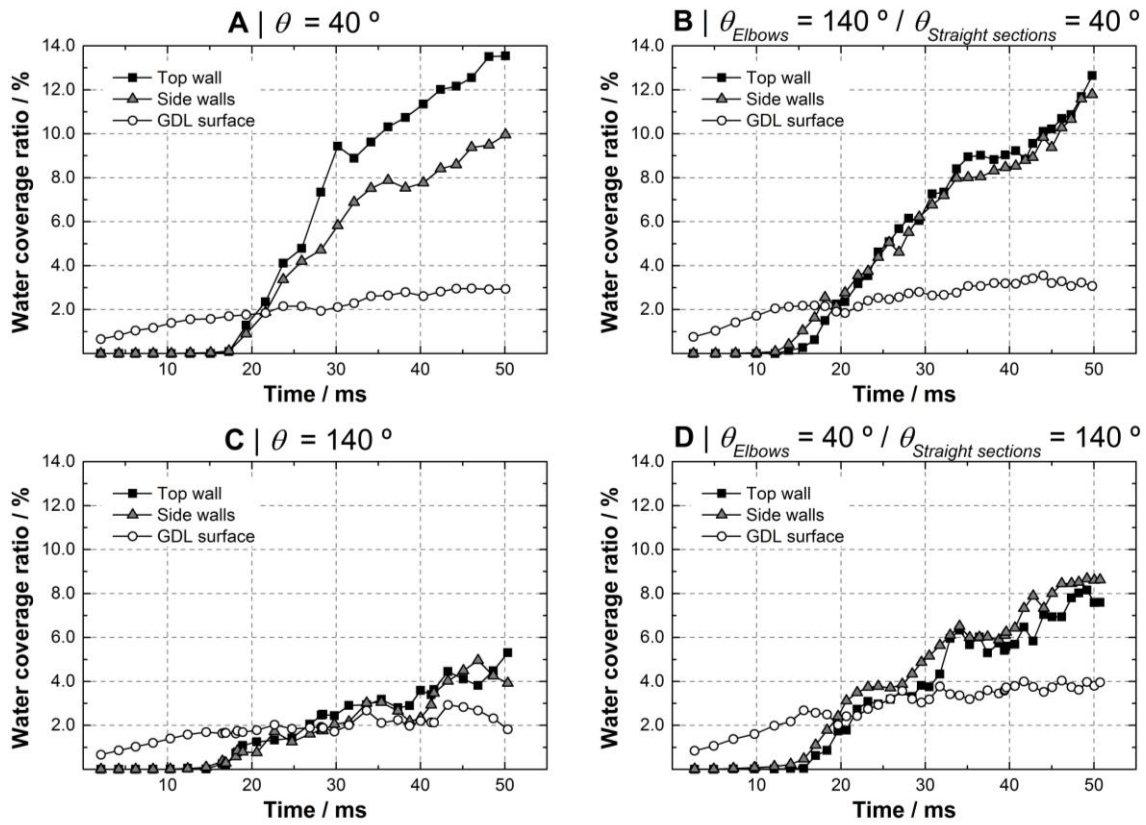 A | θ = 40 º
14.0
12.0
10.0
8.0
6.0
4.0
2.0
Water coverage ratio / %
Top wall
Side walls
GDL surface
10 20 30 40 50
Time / ms
B | θElbows = 140 º / θStraight sections = 40 º
14.0
12.0
10.0
8.0
6.0
4.0
2.0
Water coverage ratio / %
Top wall
Side walls
GDL surface
10 20 30 40 50
Time / ms
C | θ = 140 º
14.0
12.0
10.0
8.0
6.0
4.0
2.0
Water coverage ratio / %
Top wall
Side walls
GDL surface
10 20 30 40 50
Time / ms
D | θElbows = 40 º / θStraight sections = 140 º
14.0
12.0
10.0
8.0
6.0
4.0
2.0
Water coverage ratio / %
Top wall
Side walls
GDL surface
10 20 30 40 50
Time / ms